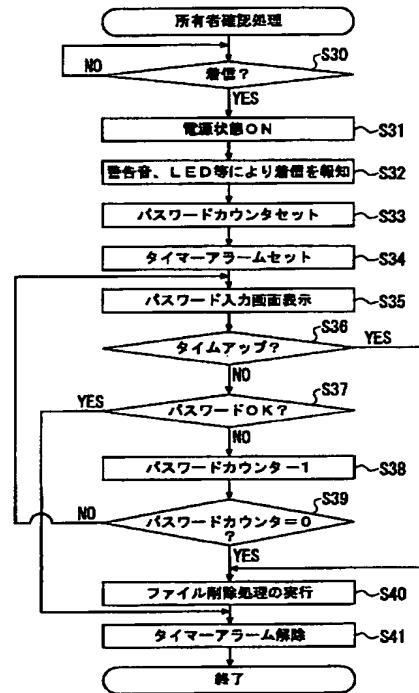 所有者確認処理
S30
着信?
NO
YES
電源状態ON
S31
警告音、LED等により着信を報知
S32
パスワードカウンタセット
S33
タイマーアラームセット
S34
パスワード入力画面表示
S35
S36
タイムアップ?
YES
NO
S37
パスワードOK?
YES
NO
パスワードカウンター1
S38
S39
パスワードカウンタ=0
?
NO
YES
ファイル削除処理の実行
S40
タイマーアラーム解除
S41
終了